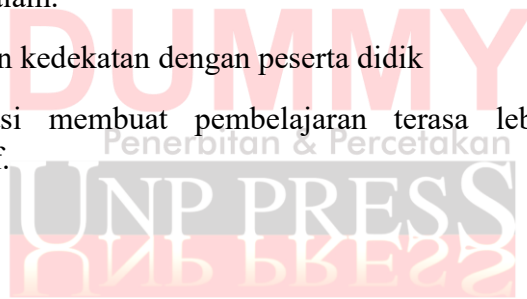 alam.
DUMMY
n kedekatan dengan peserta didik
si membuat pembelajaran terasa leb
Penerbitan & Percetakan
f.
UNP PRESS